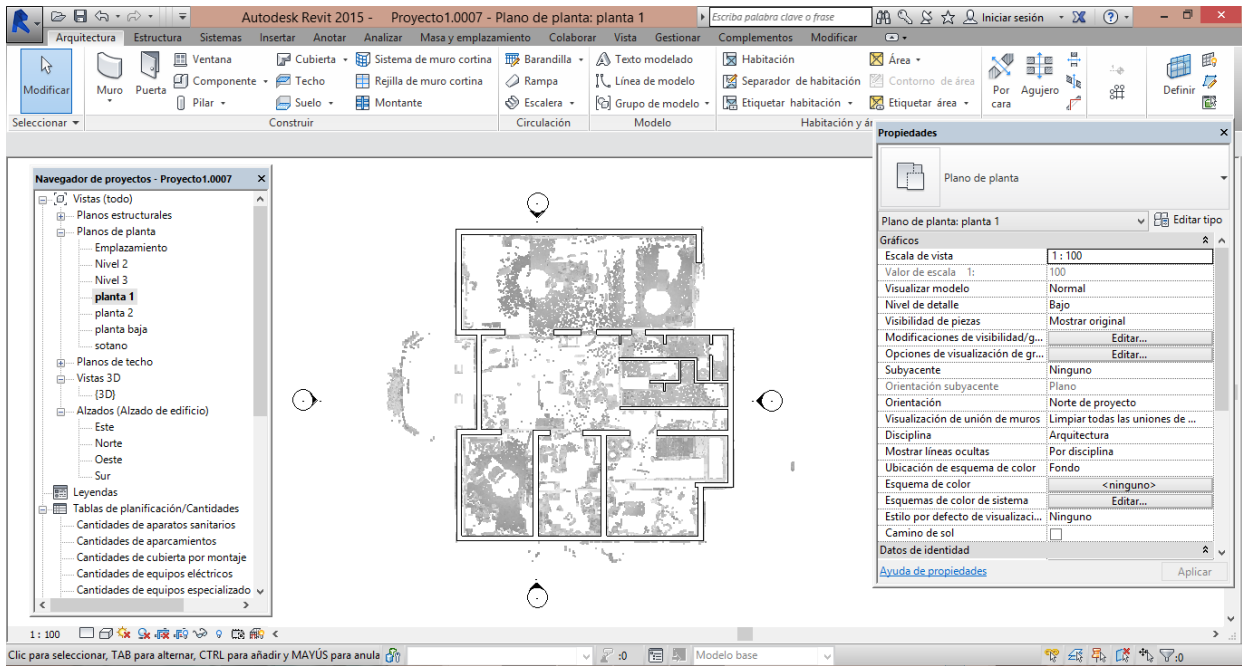 Autodesk Revit 2015 - Proyecto1.0007 - Plano de planta: planta 1
Escriba palabra clave o frase
Iniciar sesión
Arquitectura Estructura Sistemas Insertar Anotar Analizar Masa y emplazamiento Colaborar Vista Gestionar Complementos Modificar
Modificar
Muro
Puerta
Ventana
Componente
Pilar
Cubierta
Techo
Suelo
Sistema de muro cortina
Rejilla de muro cortina
Montante
Barandilla
Rampa
Escalera
Texto modelado
Línea de modelo
Grupo de modelo
Habitación
Separador de habitación
Etiquetar habitación
Área
Contorno de área
Etiquetar área
Por cara
Agujero
Definir
Seleccionar
Construir
Circulación
Modelo
Habitación y ár
Navegador de proyectos - Proyecto1.0007
Vistas (todo)
Planos estructurales
Planos de planta
Emplazamiento
Nivel 2
Nivel 3
planta 1
planta 2
planta baja
sotano
Planos de techo
Vistas 3D
{3D}
Alzados (Alzado de edificio)
Este
Norte
Oeste
Sur
Leyendas
Tablas de planificación/Cantidades
Cantidades de aparatos sanitarios
Cantidades de aparcamientos
Cantidades de cubierta por montaje
Cantidades de equipos eléctricos
Cantidades de equipos especializado
Propiedades
Plano de planta
Plano de planta: planta 1
Editar tipo
Gráficos
Escala de vista 1 : 100
Valor de escala 1: 100
Visualizar modelo Normal
Nivel de detalle Bajo
Visibilidad de piezas Mostrar original
Modificaciones de visibilidad/g... Editar...
Opciones de visualización de gr... Editar...
Subyacente Ninguno
Orientación subyacente Plano
Orientación Norte de proyecto
Visualización de unión de muros Limpiar todas las uniones de ...
Disciplina Arquitectura
Mostrar líneas ocultas Por disciplina
Ubicación de esquema de color Fondo
Esquema de color <ninguno>
Esquemas de color de sistema Editar...
Estilo por defecto de visualizaci... Ninguno
Camino de sol
Datos de identidad
Ayuda de propiedades
Aplicar
1 : 100
Clic para seleccionar, TAB para alternar, CTRL para añadir y MAYÚS para anula
:0
Modelo base
:0